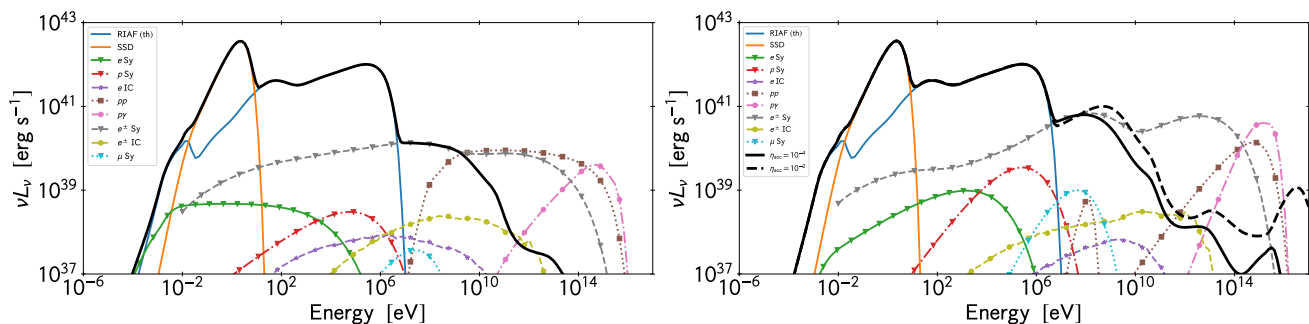 10^43
10^41
10^39
10^37
νL_ν [erg s^−1]
RIAF (th)
SSD
e Sy
p Sy
e IC
pp
pγ
e^± Sy
e^± IC
μ Sy
10^−6 10^−2 10^2 10^6 10^10 10^14
Energy [eV]
10^43
10^41
10^39
10^37
νL_ν [erg s^−1]
RIAF (th)
SSD
e Sy
p Sy
e IC
pp
pγ
e^± Sy
e^± IC
μ Sy
η_acc = 10^−4
η_acc = 10^−2
10^−6 10^−2 10^2 10^6 10^10 10^14
Energy [eV]